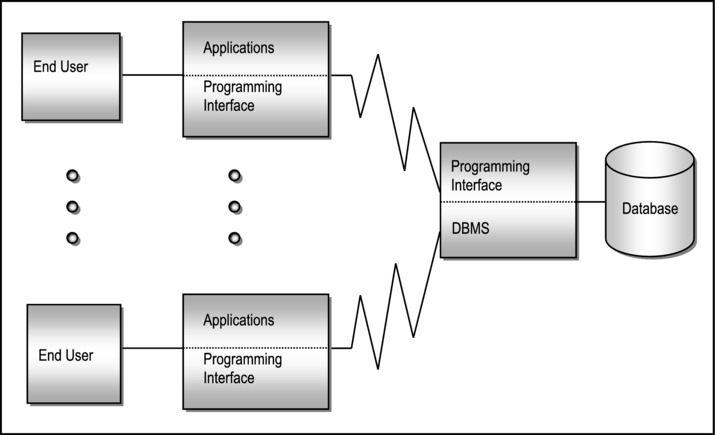 End User
Applications
Programming
Interface
Programming
Interface
DBMS
Database
End User
Applications
Programming
Interface